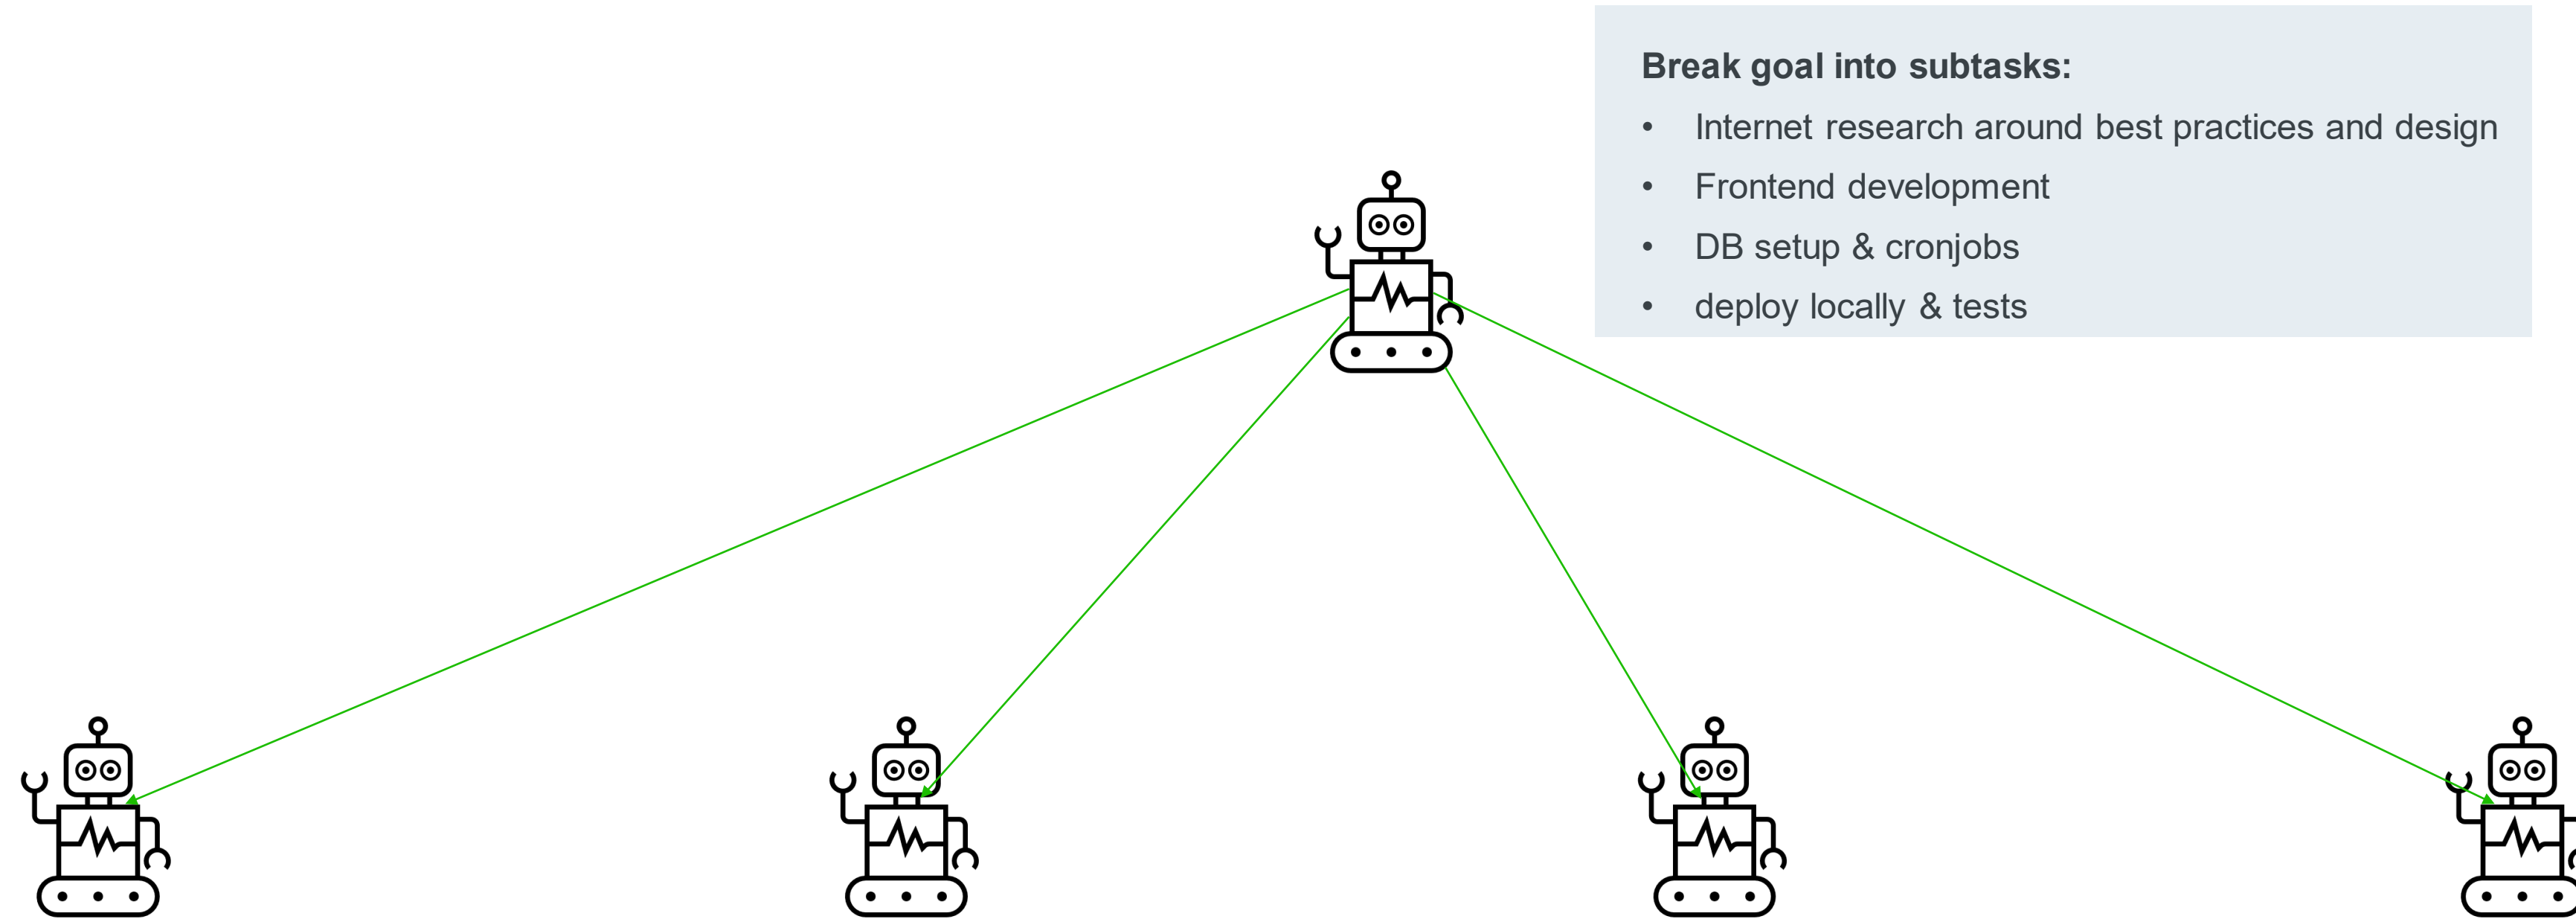 Break goal into subtasks:
• Internet research around best practices and design
• Frontend development
• DB setup & cronjobs
• deploy locally & tests